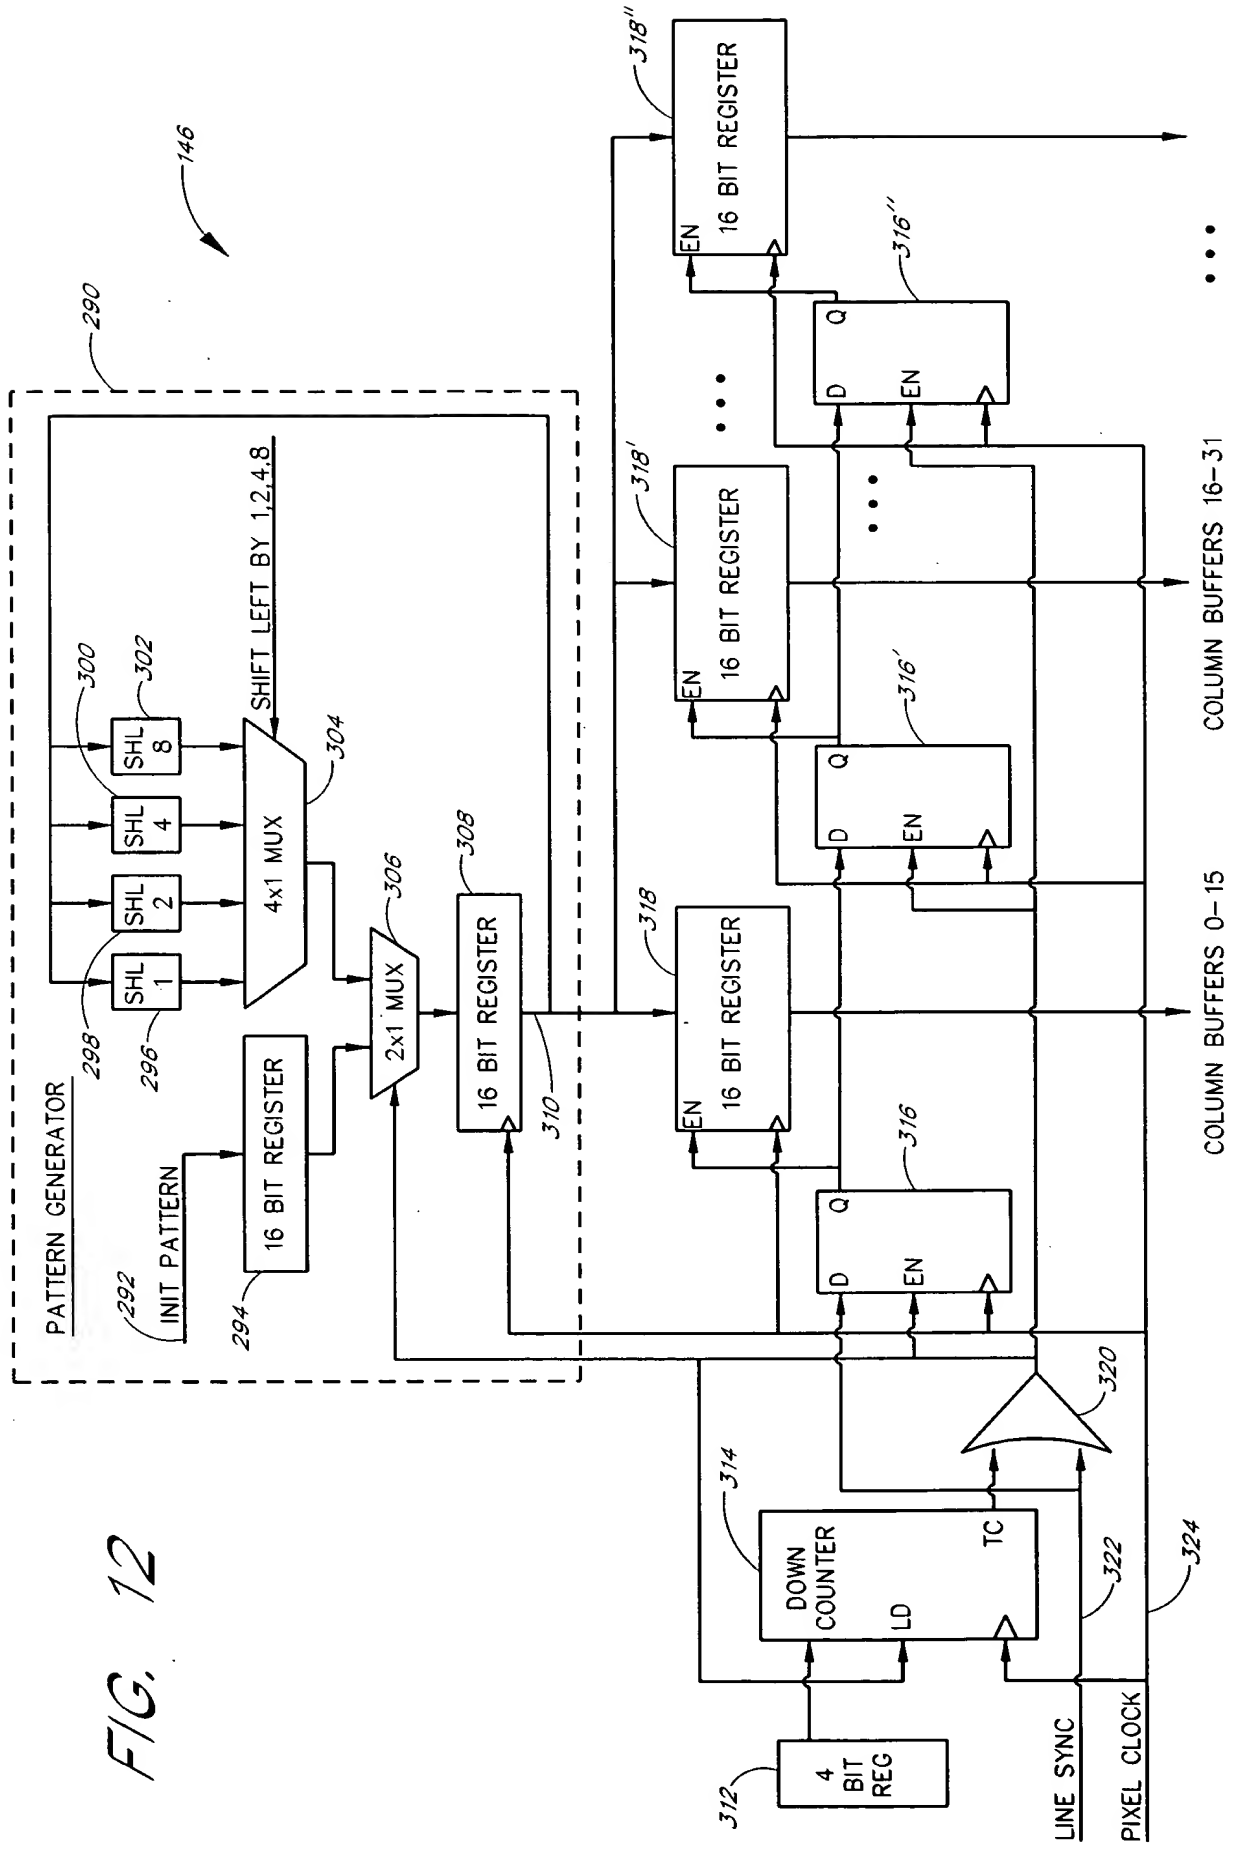 FIG. 12
146
290
PATTERN GENERATOR
292
INIT PATTERN
294
16 BIT REGISTER
296
SHL 1
298
SHL 2
300
SHL 4
302
SHL 8
4x1 MUX
304
SHIFT LEFT BY 1,2,4,8
2x1 MUX
306
16 BIT REGISTER
308
310
312
4 BIT REG
DOWN COUNTER
LD
TC
314
320
LINE SYNC
322
PIXEL CLOCK
324
D
Q
EN
316
EN
16 BIT REGISTER
318
D
Q
EN
316'
EN
16 BIT REGISTER
318'
• • •
• • •
D
Q
EN
316''
EN
16 BIT REGISTER
318''
COLUMN BUFFERS 0-15
COLUMN BUFFERS 16-31
• • •